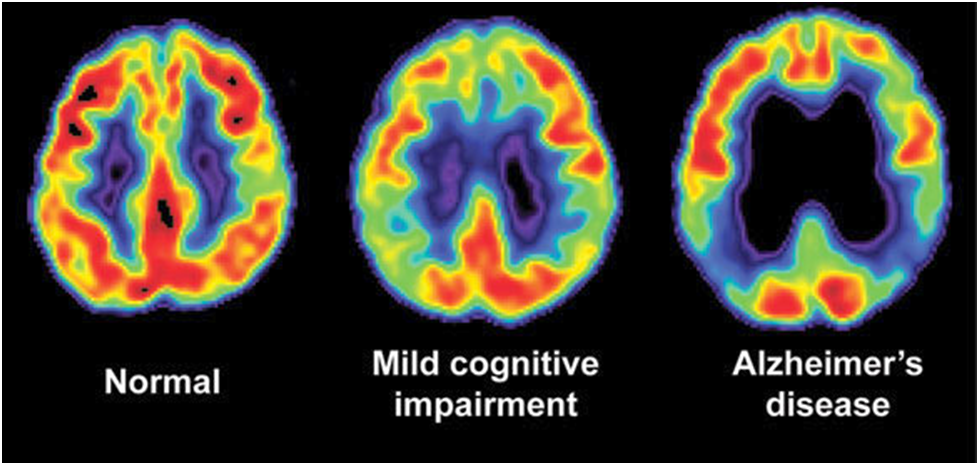 Normal
Mild cognitive
impairment
Alzheimer’s
disease